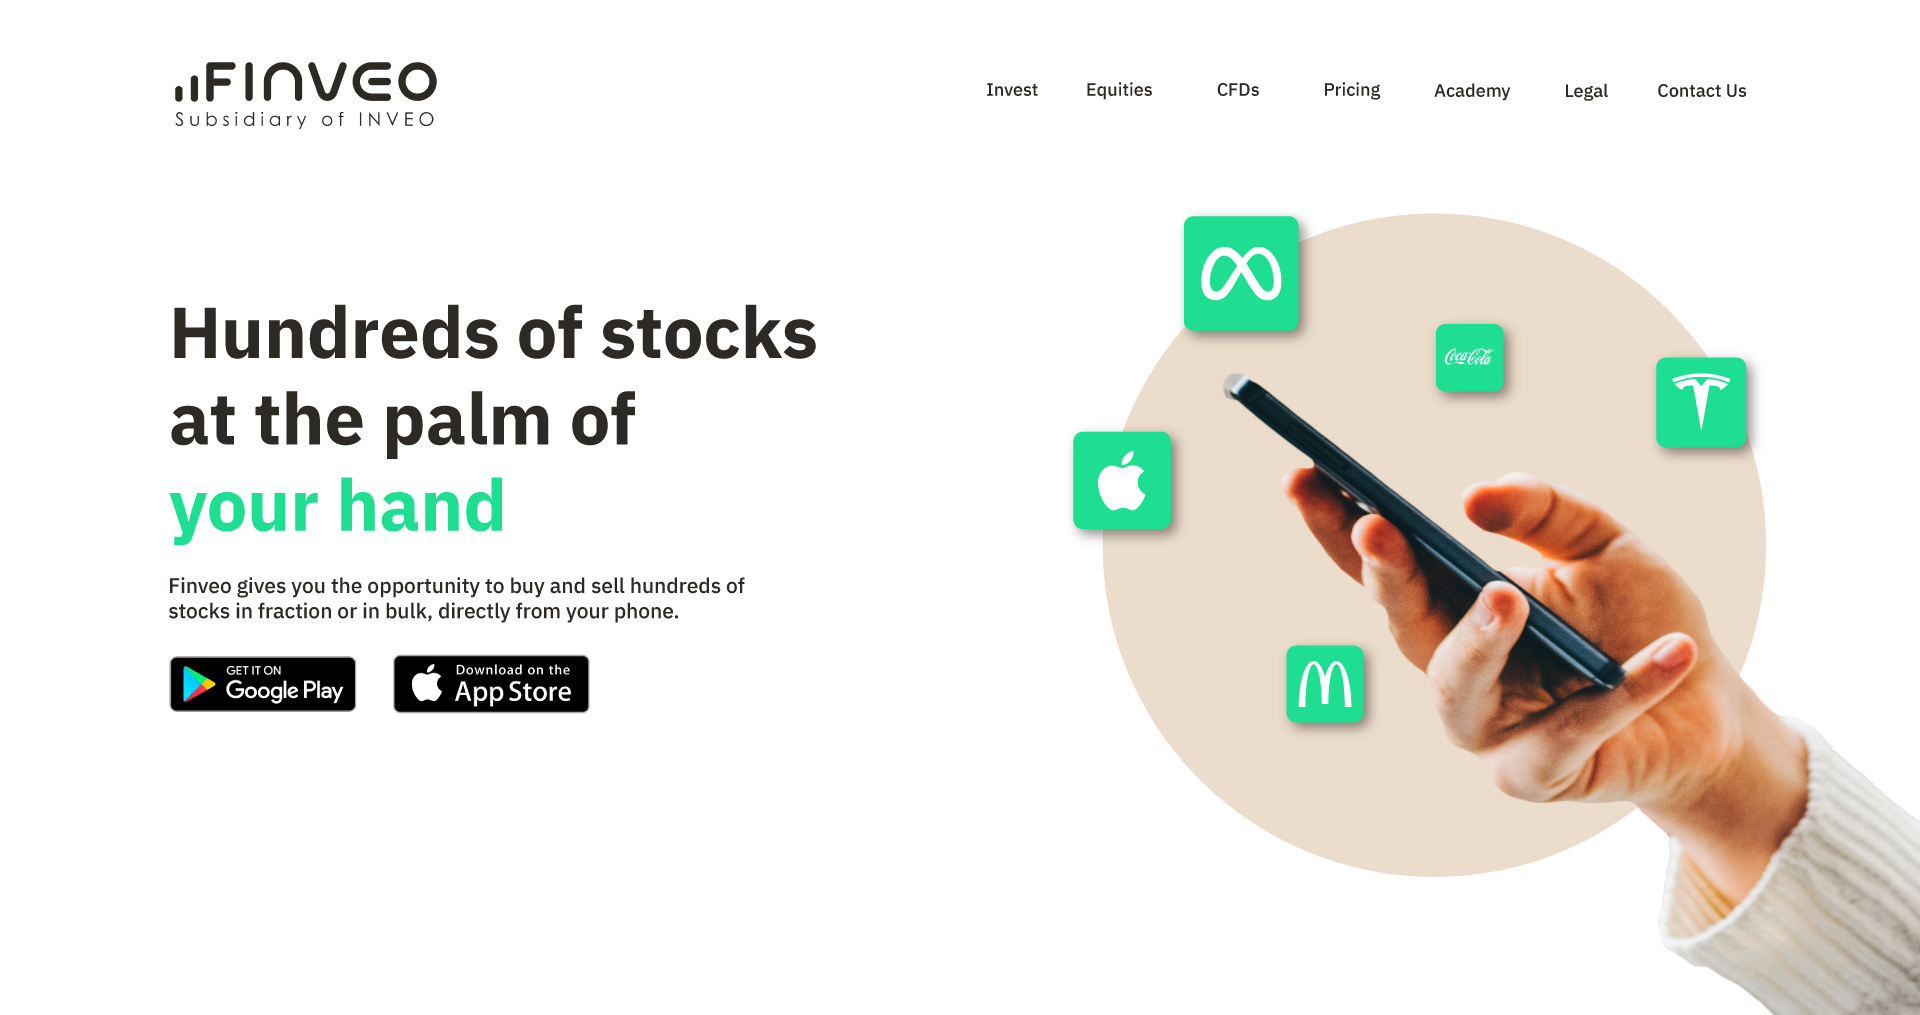 FINVEO
Subsidiary of INVEO
Invest Equities CFDs Pricing Academy Legal Contact Us
Hundreds of stocks
at the palm of
your hand
Finveo gives you the opportunity to buy and sell hundreds of
stocks in fraction or in bulk, directly from your phone.
GET IT ON
Google Play
Download on the
App Store
Coca-Cola